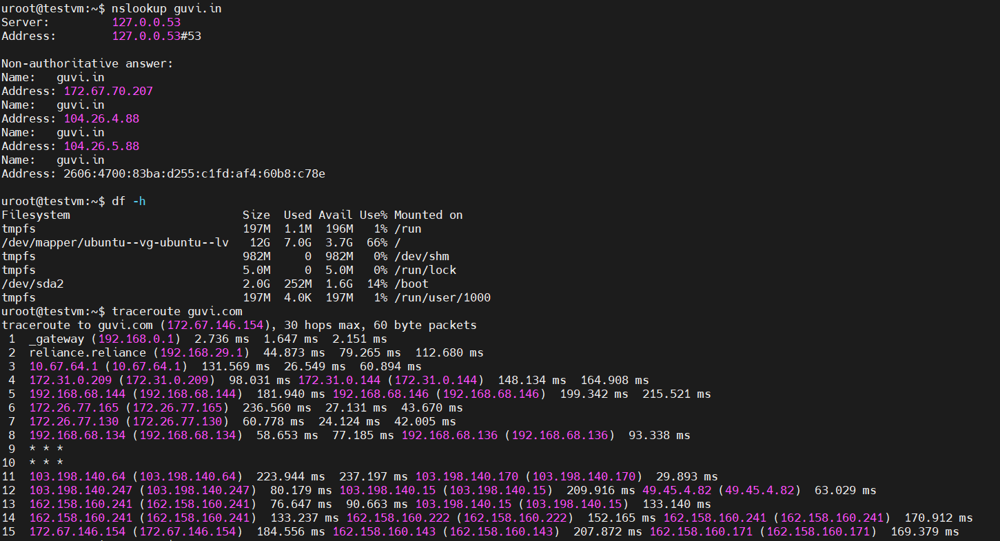 uroot@testvm:~$ nslookup guvi.in
Server:         127.0.0.53
Address:        127.0.0.53#53
Non-authoritative answer:
Name:   guvi.in
Address: 172.67.70.207
Name:   guvi.in
Address: 104.26.4.88
Name:   guvi.in
Address: 104.26.5.88
Name:   guvi.in
Address: 2606:4700:83ba:d255:c1fd:af4:60b8:c78e
uroot@testvm:~$ df -h
Filesystem                         Size  Used Avail Use% Mounted on
tmpfs                              197M  1.1M  196M   1% /run
/dev/mapper/ubuntu--vg-ubuntu--lv   12G  7.0G  3.7G  66% /
tmpfs                              982M     0  982M   0% /dev/shm
tmpfs                              5.0M     0  5.0M   0% /run/lock
/dev/sda2                          2.0G  252M  1.6G  14% /boot
tmpfs                              197M  4.0K  197M   1% /run/user/1000
uroot@testvm:~$ traceroute guvi.com
traceroute to guvi.com (172.67.146.154), 30 hops max, 60 byte packets
 1  _gateway (192.168.0.1)  2.736 ms  1.647 ms  2.151 ms
 2  reliance.reliance (192.168.29.1)  44.873 ms  79.265 ms  112.680 ms
 3  10.67.64.1 (10.67.64.1)  131.569 ms  26.549 ms  60.894 ms
 4  172.31.0.209 (172.31.0.209)  98.031 ms 172.31.0.144 (172.31.0.144)  148.134 ms  164.908 ms
 5  192.168.68.144 (192.168.68.144)  181.940 ms 192.168.68.146 (192.168.68.146)  199.342 ms  215.521 ms
 6  172.26.77.165 (172.26.77.165)  236.560 ms  27.131 ms  43.670 ms
 7  172.26.77.130 (172.26.77.130)  60.778 ms  24.124 ms  42.005 ms
 8  192.168.68.134 (192.168.68.134)  58.653 ms  77.185 ms 192.168.68.136 (192.168.68.136)  93.338 ms
 9  * * *
10  * * *
11  103.198.140.64 (103.198.140.64)  223.944 ms  237.197 ms 103.198.140.170 (103.198.140.170)  29.893 ms
12  103.198.140.247 (103.198.140.247)  80.179 ms 103.198.140.15 (103.198.140.15)  209.916 ms 49.45.4.82 (49.45.4.82)  63.029 ms
13  162.158.160.241 (162.158.160.241)  76.647 ms  90.663 ms 103.198.140.15 (103.198.140.15)  133.140 ms
14  162.158.160.241 (162.158.160.241)  133.237 ms 162.158.160.222 (162.158.160.222)  152.165 ms 162.158.160.241 (162.158.160.241)  170.912 ms
15  172.67.146.154 (172.67.146.154)  184.556 ms 162.158.160.143 (162.158.160.143)  207.872 ms 162.158.160.171 (162.158.160.171)  169.379 ms